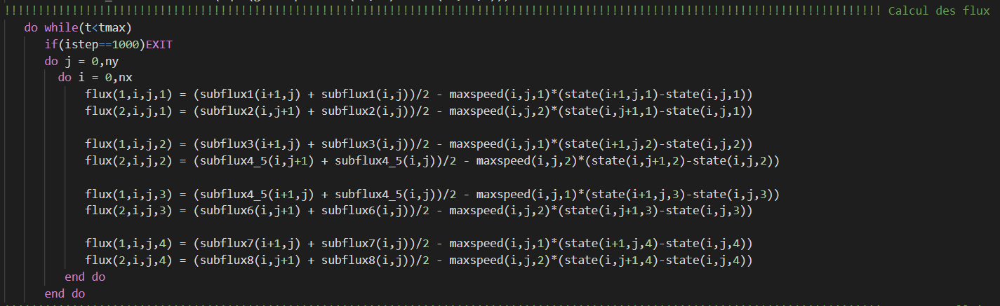 !!!!!!!!!!!!!!!!!!!!!!!!!!!!!!!!!!!!!!!!!!!!!!!!!!!!!!!!!!!!!!!!!!!!!!!!!!!!!!!!!!!!!!!!!!!!!!!!!!!!!!!!!!!!!!!!!!!!!!!!!!!!!!!!!! Calcul des flux
do while(t<tmax)
if(istep==1000)EXIT
do j = 0,ny
do i = 0,nx
flux(1,i,j,1) = (subflux1(i+1,j) + subflux1(i,j))/2 - maxspeed(i,j,1)*(state(i+1,j,1)-state(i,j,1))
flux(2,i,j,1) = (subflux2(i,j+1) + subflux2(i,j))/2 - maxspeed(i,j,2)*(state(i,j+1,1)-state(i,j,1))
flux(1,i,j,2) = (subflux3(i+1,j) + subflux3(i,j))/2 - maxspeed(i,j,1)*(state(i+1,j,2)-state(i,j,2))
flux(2,i,j,2) = (subflux4_5(i,j+1) + subflux4_5(i,j))/2 - maxspeed(i,j,2)*(state(i,j+1,2)-state(i,j,2))
flux(1,i,j,3) = (subflux4_5(i+1,j) + subflux4_5(i,j))/2 - maxspeed(i,j,1)*(state(i+1,j,3)-state(i,j,3))
flux(2,i,j,3) = (subflux6(i,j+1) + subflux6(i,j))/2 - maxspeed(i,j,2)*(state(i,j+1,3)-state(i,j,3))
flux(1,i,j,4) = (subflux7(i+1,j) + subflux7(i,j))/2 - maxspeed(i,j,1)*(state(i+1,j,4)-state(i,j,4))
flux(2,i,j,4) = (subflux8(i,j+1) + subflux8(i,j))/2 - maxspeed(i,j,2)*(state(i,j+1,4)-state(i,j,4))
end do
end do